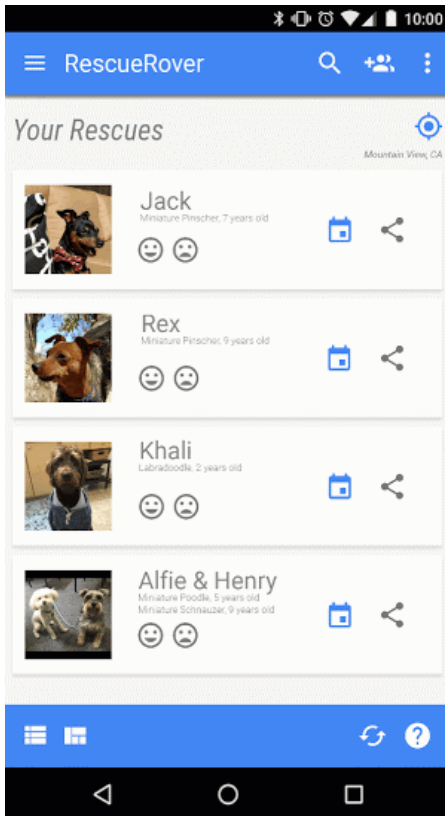 10:00
RescueRover
Your Rescues
Mountain View, CA
Jack
Miniature Pinscher, 7 years old
Rex
Miniature Pinscher, 9 years old
Khali
Labradoodle, 2 years old
Alfie & Henry
Miniature Poodle, 5 years old
Miniature Schnauzer, 9 years old